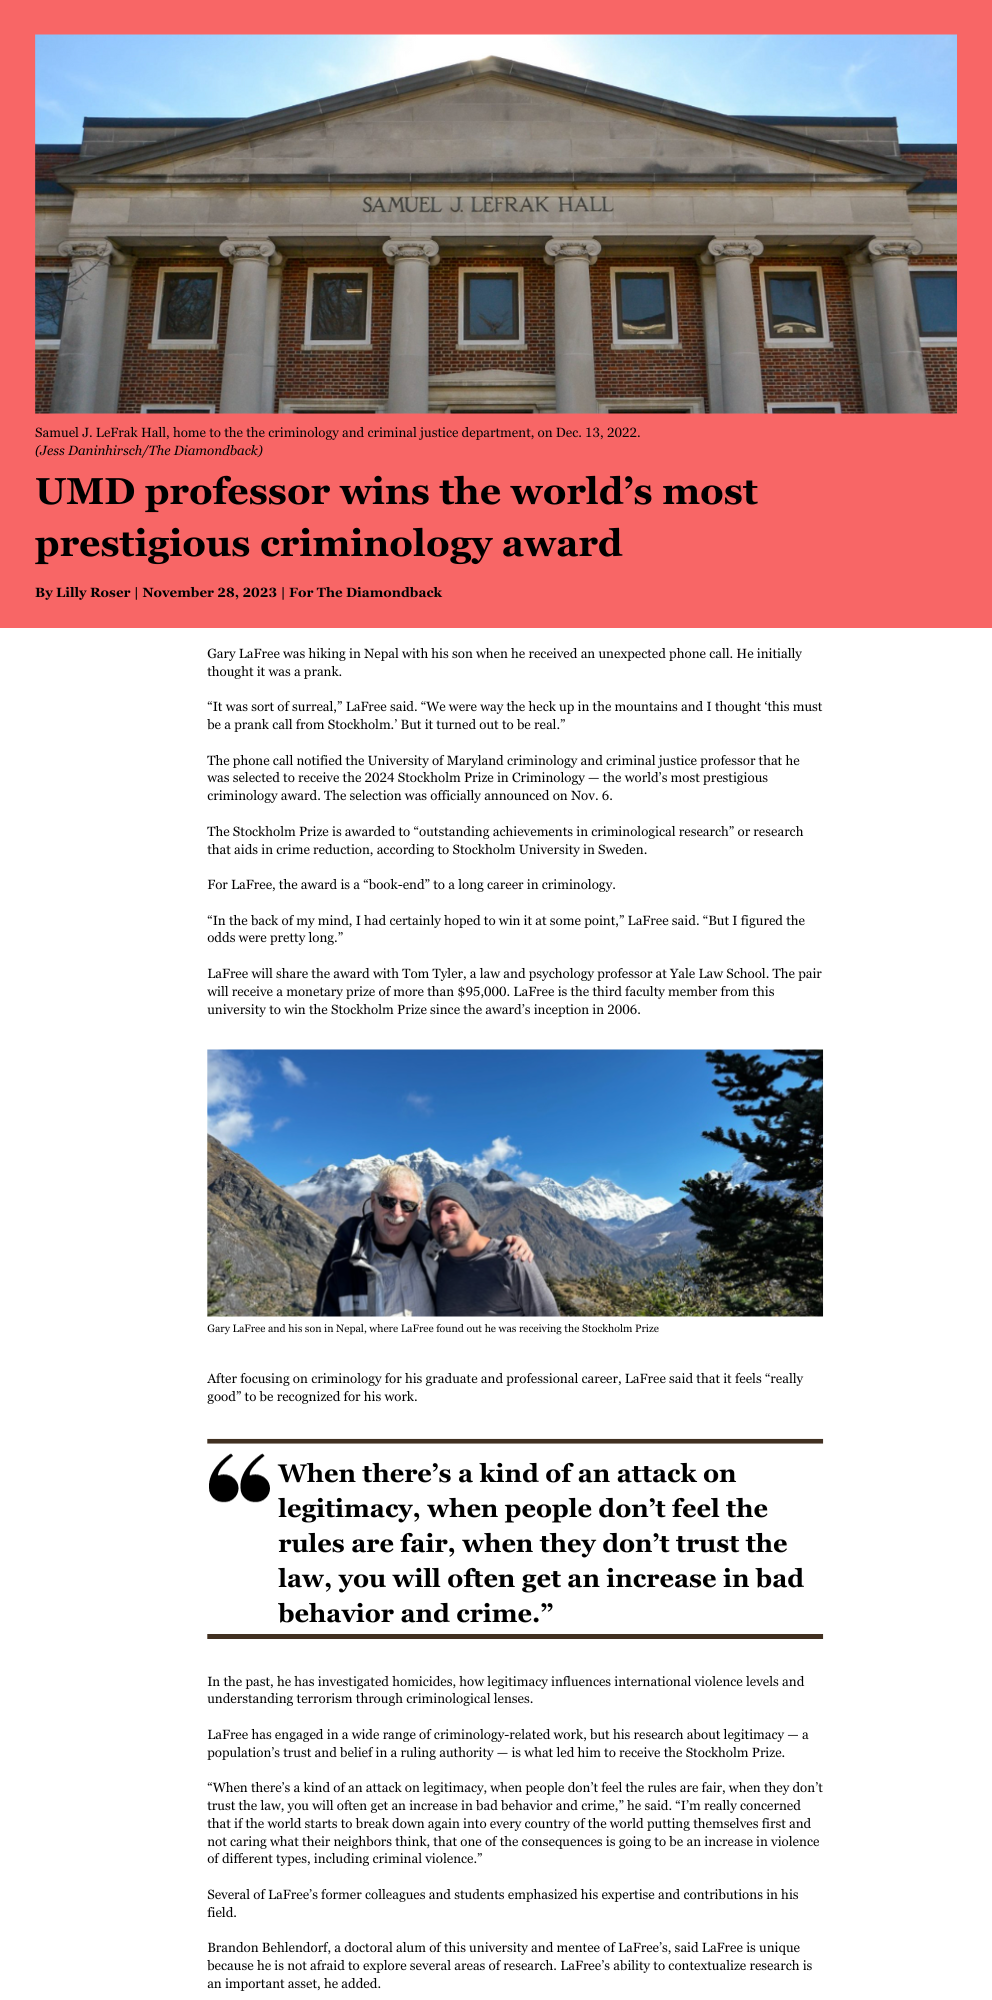 SAMUEL J. LEFRAK HALL
Samuel J. LeFrak Hall, home to the the criminology and criminal justice department, on Dec. 13, 2022.
(Jess Daninhirsch/The Diamondback)
UMD professor wins the world’s most
prestigious criminology award
By Lilly Roser | November 28, 2023 | For The Diamondback
Gary LaFree was hiking in Nepal with his son when he received an unexpected phone call. He initially
thought it was a prank.
“It was sort of surreal,” LaFree said. “We were way the heck up in the mountains and I thought ‘this must
be a prank call from Stockholm.’ But it turned out to be real.”
The phone call notified the University of Maryland criminology and criminal justice professor that he
was selected to receive the 2024 Stockholm Prize in Criminology — the world’s most prestigious
criminology award. The selection was officially announced on Nov. 6.
The Stockholm Prize is awarded to “outstanding achievements in criminological research” or research
that aids in crime reduction, according to Stockholm University in Sweden.
For LaFree, the award is a “book-end” to a long career in criminology.
“In the back of my mind, I had certainly hoped to win it at some point,” LaFree said. “But I figured the
odds were pretty long.”
LaFree will share the award with Tom Tyler, a law and psychology professor at Yale Law School. The pair
will receive a monetary prize of more than $95,000. LaFree is the third faculty member from this
university to win the Stockholm Prize since the award’s inception in 2006.
Gary LaFree and his son in Nepal, where LaFree found out he was receiving the Stockholm Prize
After focusing on criminology for his graduate and professional career, LaFree said that it feels “really
good” to be recognized for his work.
“When there’s a kind of an attack on
legitimacy, when people don’t feel the
rules are fair, when they don’t trust the
law, you will often get an increase in bad
behavior and crime.”
In the past, he has investigated homicides, how legitimacy influences international violence levels and
understanding terrorism through criminological lenses.
LaFree has engaged in a wide range of criminology-related work, but his research about legitimacy — a
population’s trust and belief in a ruling authority — is what led him to receive the Stockholm Prize.
“When there’s a kind of an attack on legitimacy, when people don’t feel the rules are fair, when they don’t
trust the law, you will often get an increase in bad behavior and crime,” he said. “I’m really concerned
that if the world starts to break down again into every country of the world putting themselves first and
not caring what their neighbors think, that one of the consequences is going to be an increase in violence
of different types, including criminal violence.”
Several of LaFree’s former colleagues and students emphasized his expertise and contributions in his
field.
Brandon Behlendorf, a doctoral alum of this university and mentee of LaFree’s, said LaFree is unique
because he is not afraid to explore several areas of research. LaFree’s ability to contextualize research is
an important asset, he added.